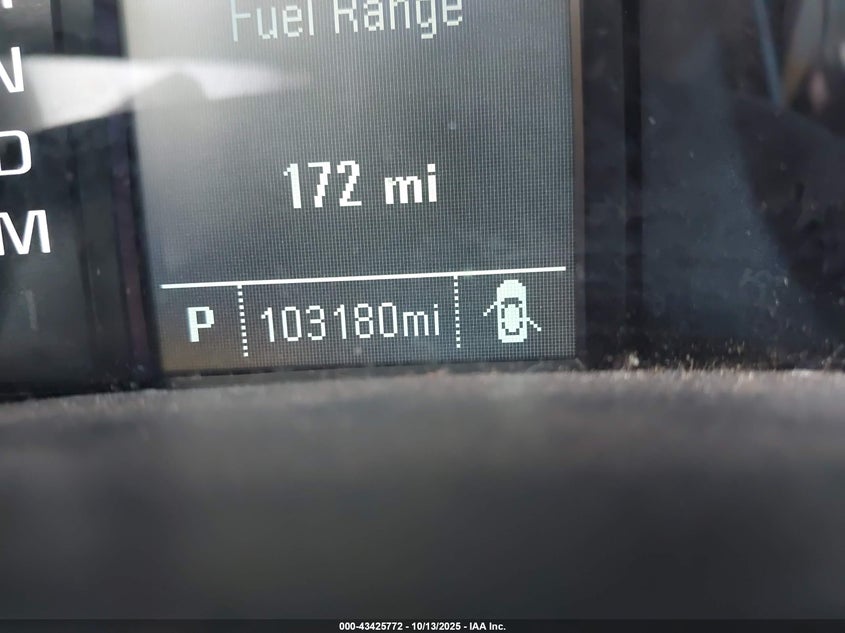 Fuel Range
N
D
172 mi
M
P 103180mi
000-43425772 - 10/13/2025 - IAA Inc.